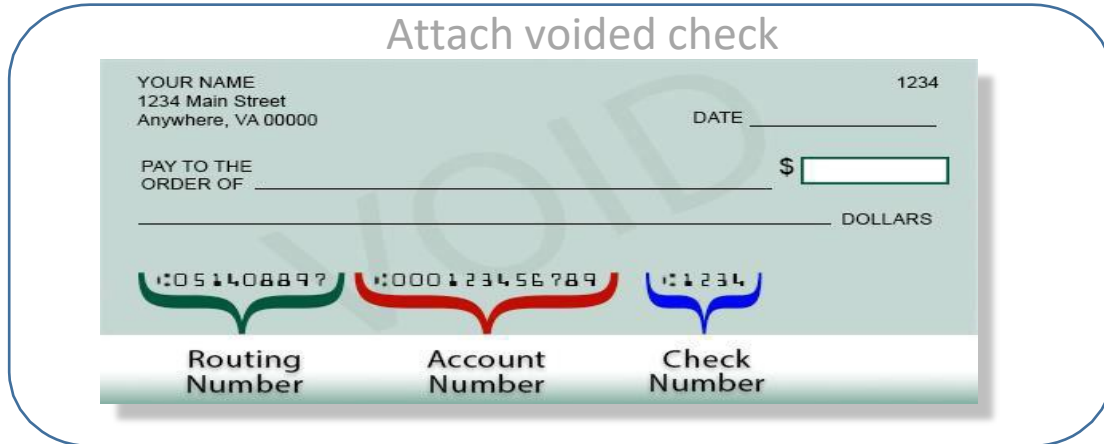 Attach voided check
YOUR NAME
1234 Main Street
Anywhere, VA 00000
1234
DATE
PAY TO THE
ORDER OF
$
DOLLARS
VOID
⑆051408897 ⑆000123456789 ⑆1234
Routing
Number
Account
Number
Check
Number